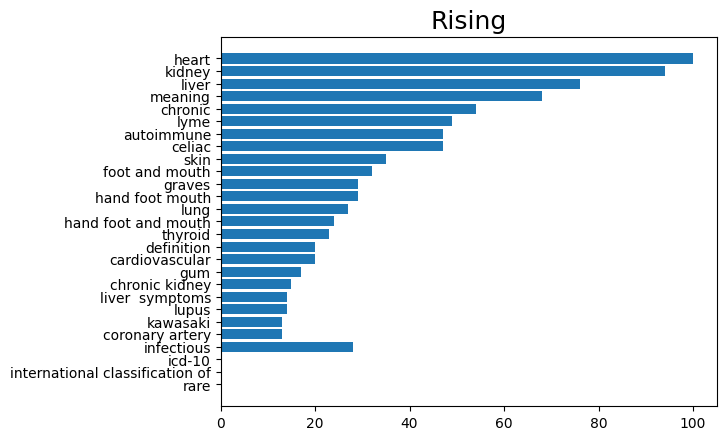 Rising
heart
kidney
liver
meaning
chronic
lyme
autoimmune
celiac
skin
foot and mouth
graves
hand foot mouth
lung
hand foot and mouth
thyroid
definition
cardiovascular
gum
chronic kidney
liver  symptoms
lupus
kawasaki
coronary artery
infectious
icd-10
international classification of
rare
0 20 40 60 80 100